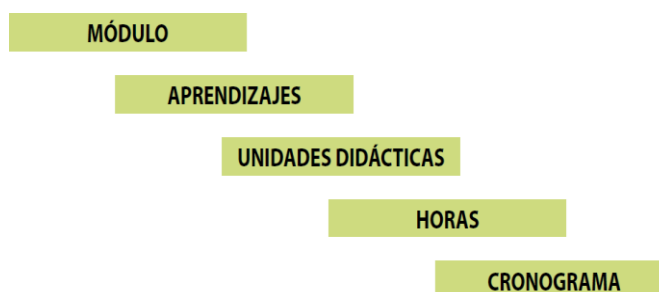 MÓDULO
APRENDIZAJES
UNIDADES DIDÁCTICAS
HORAS
CRONOGRAMA